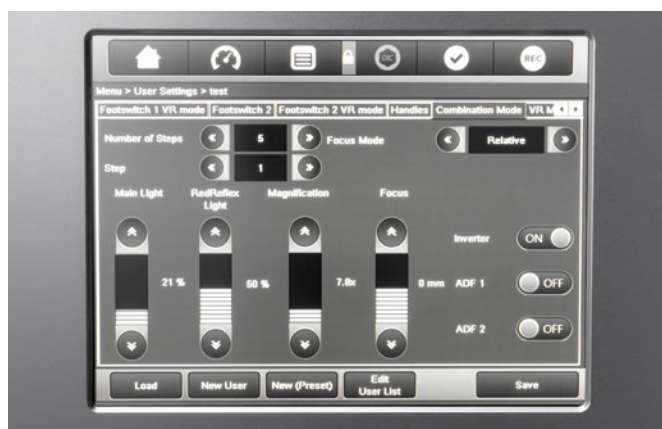 DIC
REC
Menu > User Settings > test
Footswitch 1 VR mode Footswitch 2 Footswitch 2 VR mode Handles Combination Mode VR M
Number of Steps 5 Focus Mode Relative
Step 1
Main Light RedReflex Light Magnification Focus
Inverter ON
21 % 50 % 7.0x 0 mm ADF 1 OFF
ADF 2 OFF
Load New User New (Preset) Edit User List Save